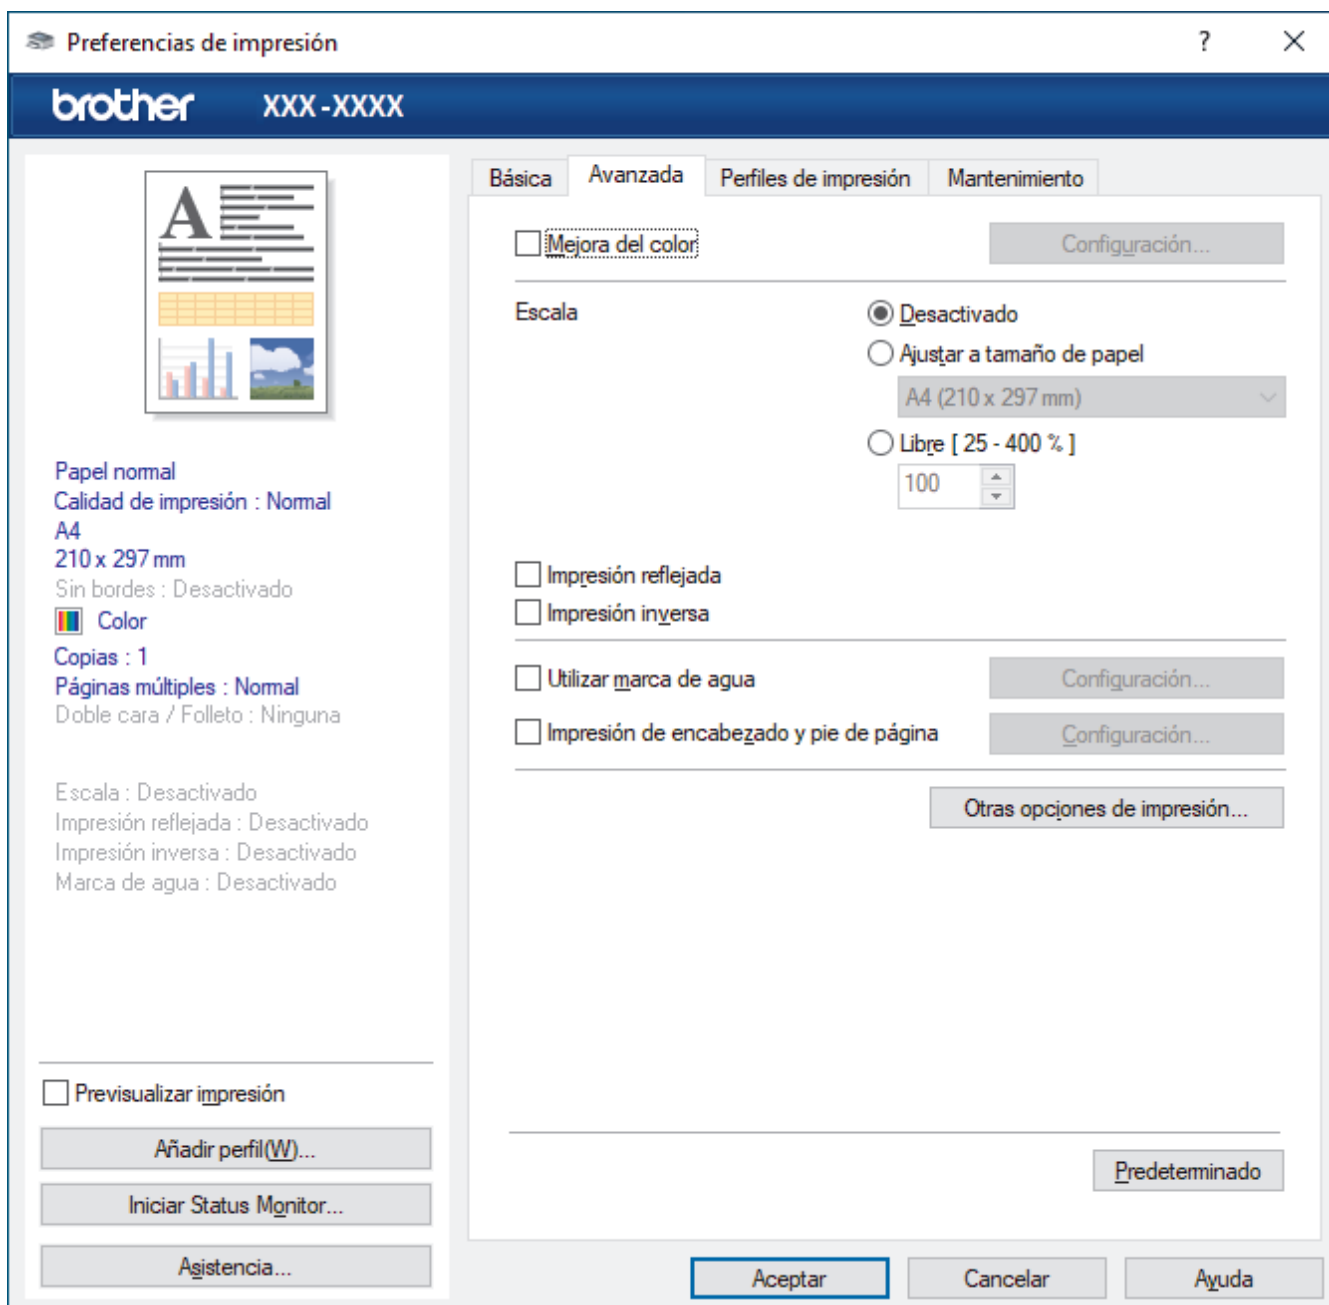 Preferencias de impresión
?
brother XXX-XXXX
A
Papel normal
Calidad de impresión : Normal
A4
210 x 297 mm
Sin bordes : Desactivado
Color
Copias : 1
Páginas múltiples : Normal
Doble cara / Folleto : Ninguna
Escala : Desactivado
Impresión reflejada : Desactivado
Impresión inversa : Desactivado
Marca de agua : Desactivado
Previsualizar impresión
Añadir perfil(W)...
Iniciar Status Monitor...
Asistencia...
Básica Avanzada Perfiles de impresión Mantenimiento
Mejora del color Configuración...
Escala Desactivado
Ajustar a tamaño de papel
A4 (210 x 297 mm)
Libre [ 25 - 400 % ]
100
Impresión reflejada
Impresión inversa
Utilizar marca de agua Configuración...
Impresión de encabezado y pie de página Configuración...
Otras opciones de impresión...
Predeterminado
Aceptar Cancelar Ayuda